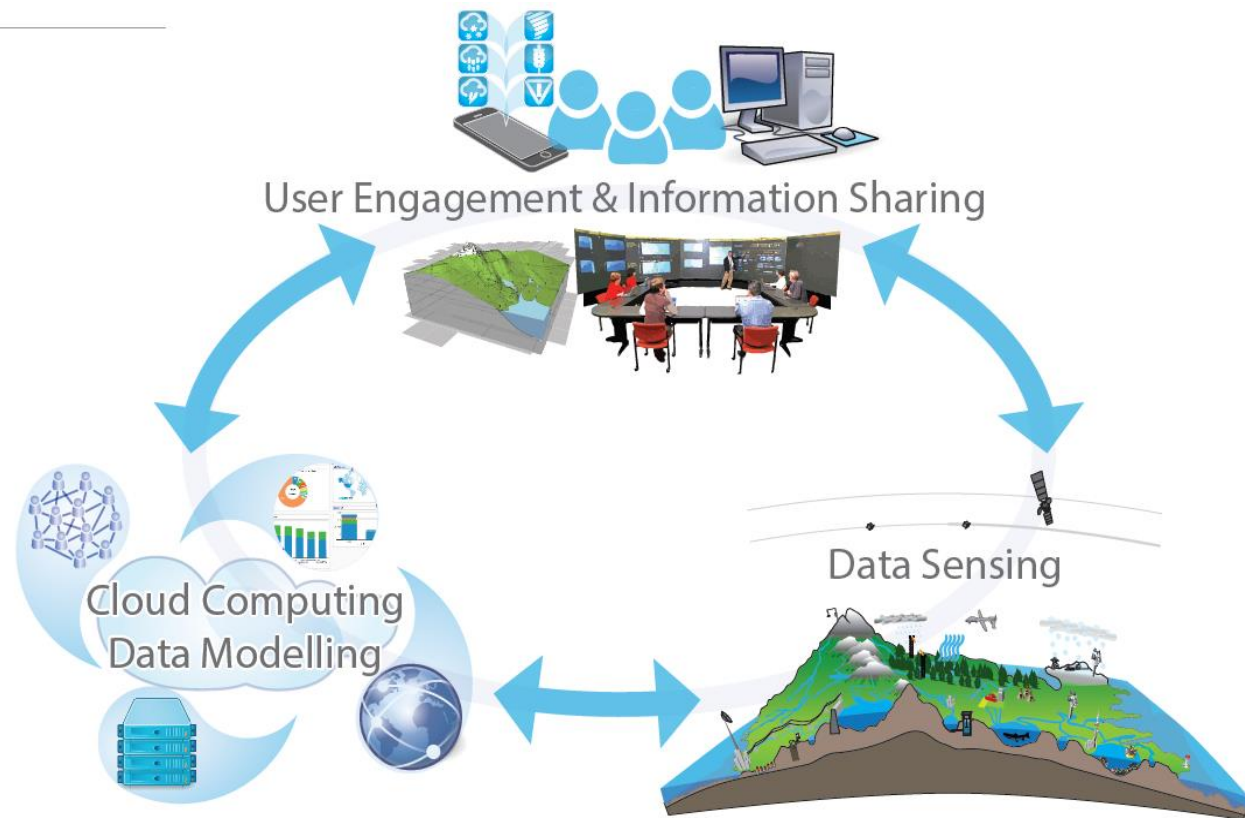 User Engagement & Information Sharing
Data Sensing
Cloud Computing
Data Modelling